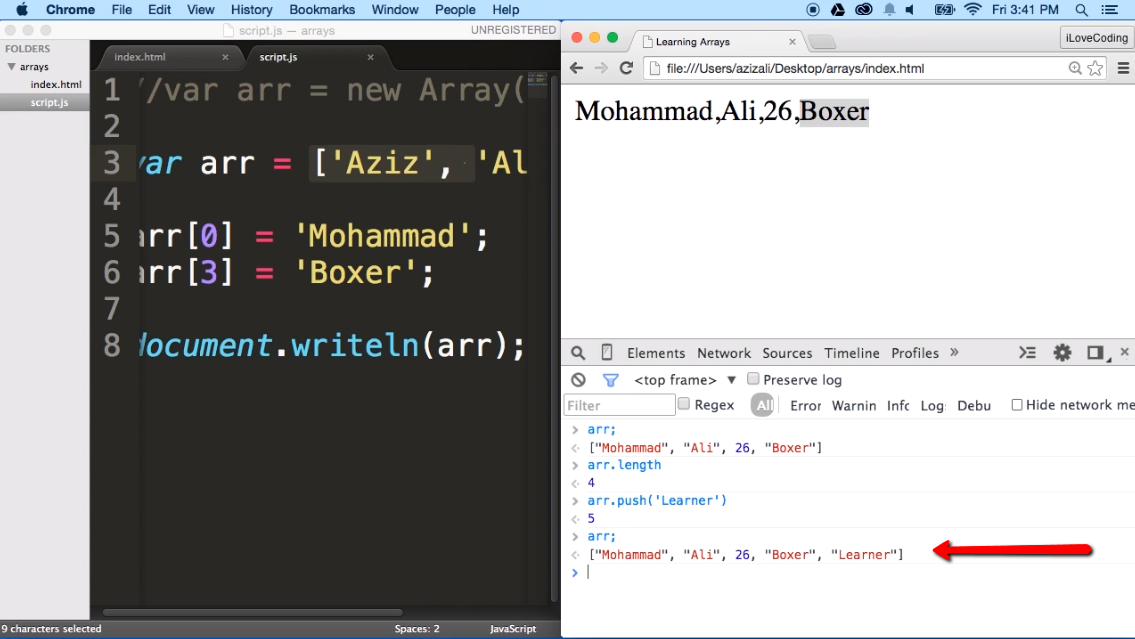 Chrome File Edit View History Bookmarks Window People Help Fri 3:41 PM
script.js — arrays UNREGISTERED
FOLDERS
arrays
index.html
script.js
index.html × script.js ×
1 //var arr = new Array(
2
3 var arr = ['Aziz', 'Al
4
5 arr[0] = 'Mohammad';
6 arr[3] = 'Boxer';
7
8 document.writeln(arr);
9 characters selected Spaces: 2 JavaScript
Learning Arrays × iLoveCoding
file:///Users/azizali/Desktop/arrays/index.html
Mohammad,Ali,26,Boxer
Elements Network Sources Timeline Profiles » ×
<top frame> ▼ Preserve log
Filter Regex All Error Warnin Info Log: Debu Hide network me
> arr;
["Mohammad", "Ali", 26, "Boxer"]
> arr.length
4
> arr.push('Learner')
5
> arr;
["Mohammad", "Ali", 26, "Boxer", "Learner"]
>